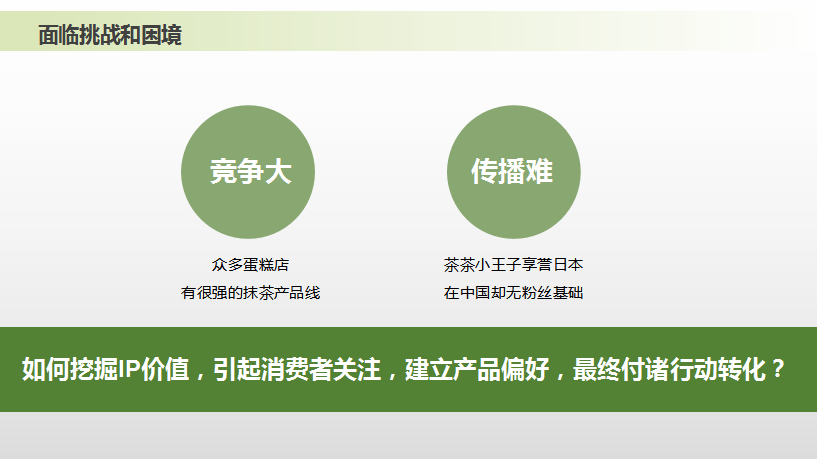 面临挑战和困境
竞争大
传播难
众多蛋糕店
有很强的抹茶产品线
茶茶小王子享誉日本
在中国却无粉丝基础
如何挖掘IP价值，引起消费者关注，建立产品偏好，最终付诸行动转化？